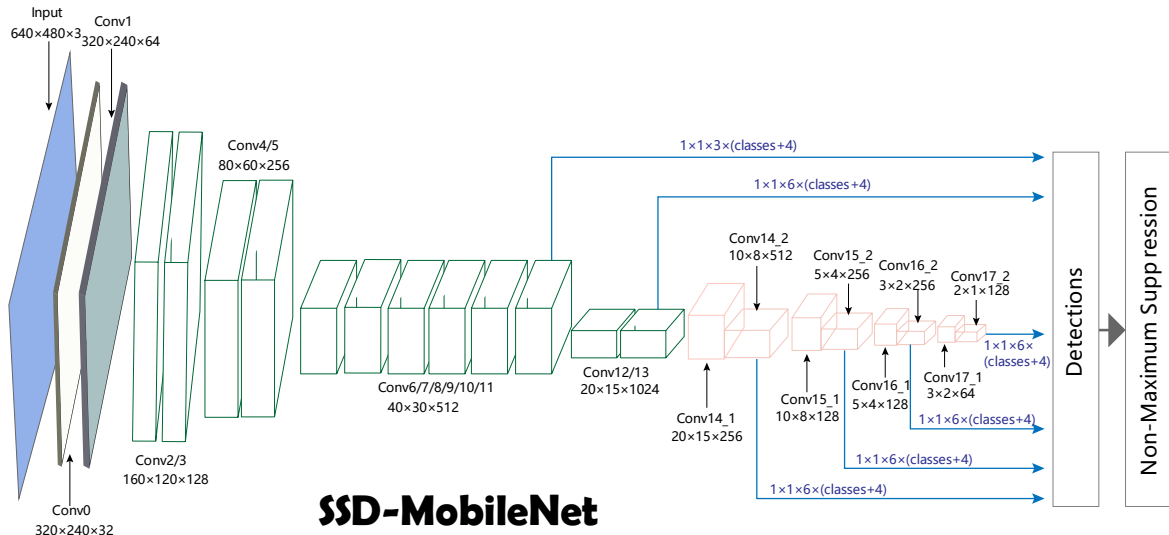 Input
640×480×3
Conv1
320×240×64
Conv4/5
80×60×256
1×1×3×(classes+4)
1×1×6×(classes+4)
Conv14_2
10×8×512
Conv15_2
5×4×256
Conv16_2
3×2×256
Conv17_2
2×1×128
1×1×6×
(classes+4)
Detections
Non-Maximum Suppression
Conv6/7/8/9/10/11
40×30×512
Conv12/13
20×15×1024
Conv14_1
20×15×256
Conv15_1
10×8×128
Conv16_1
5×4×128
Conv17_1
3×2×64
1×1×6×(classes+4)
1×1×6×(classes+4)
1×1×6×(classes+4)
Conv2/3
160×120×128
Conv0
320×240×32
SSD-MobileNet